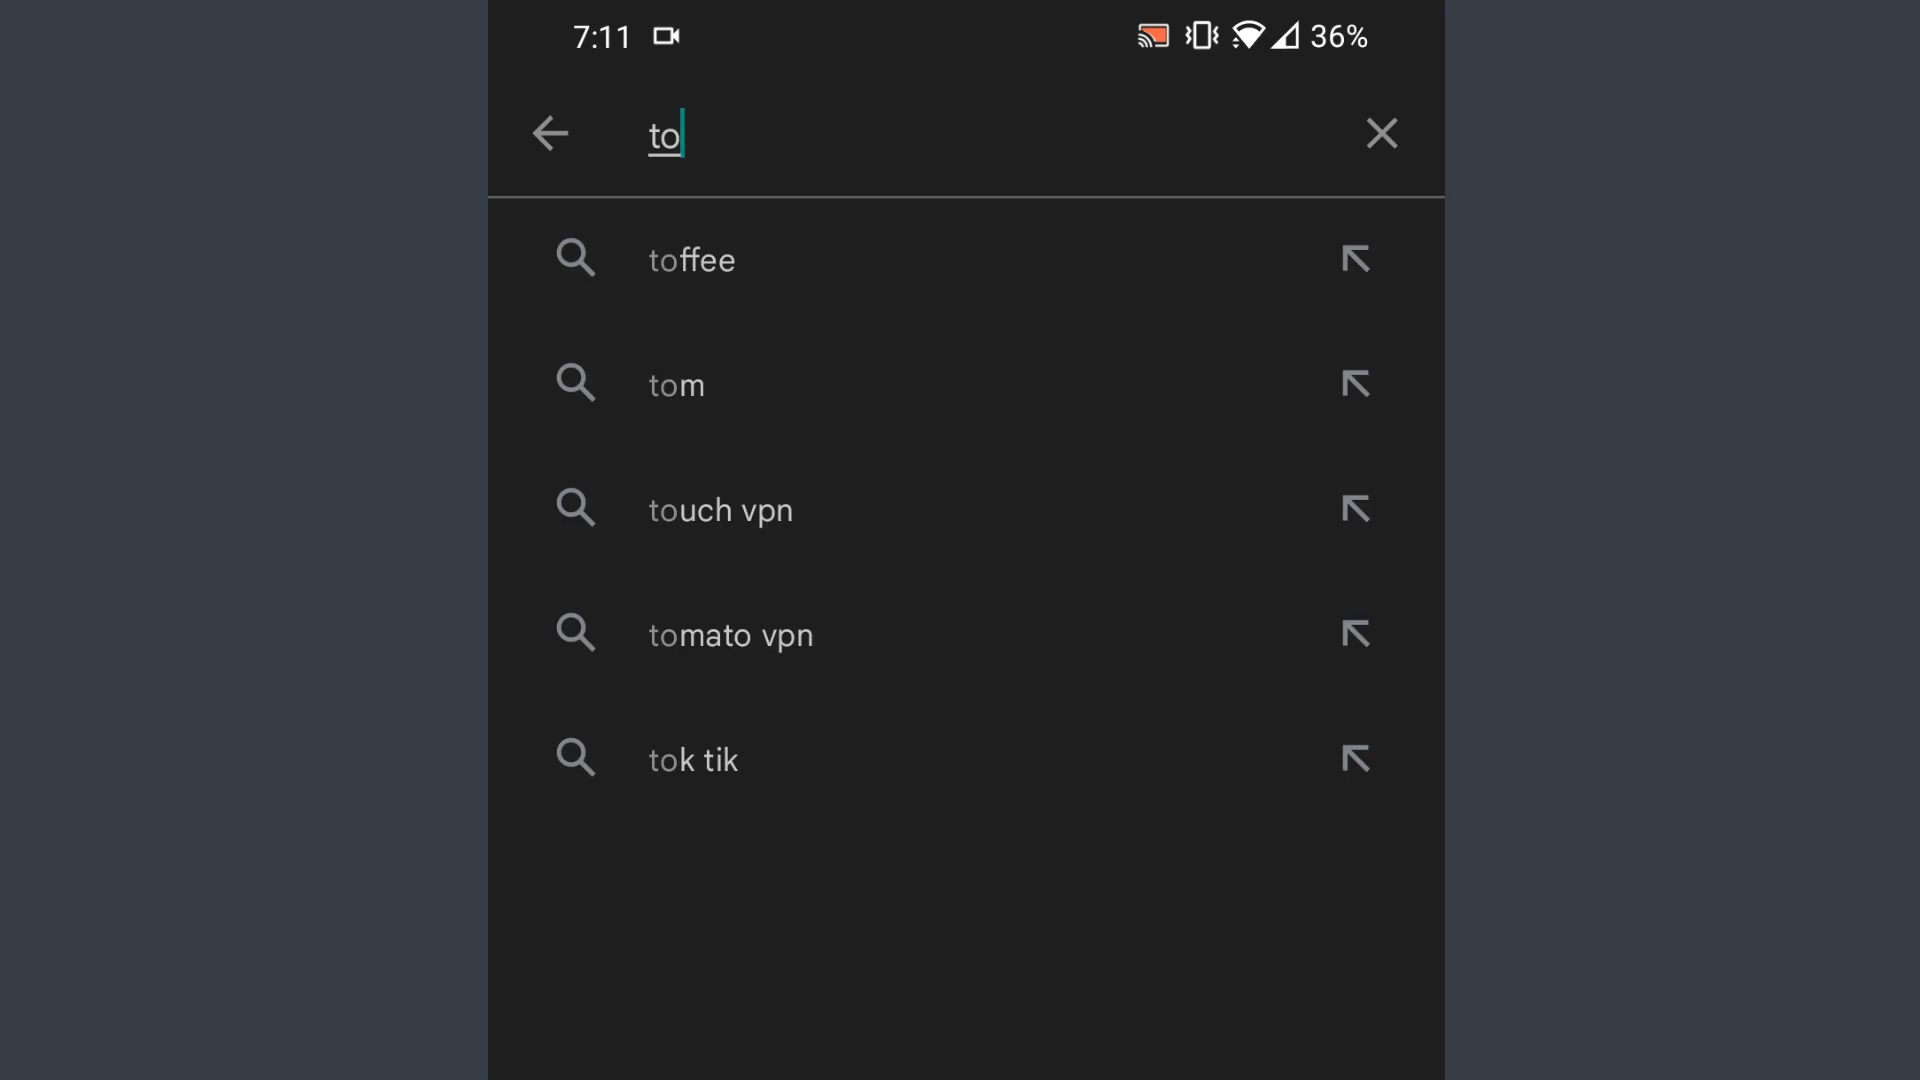 7:11 36%
to
toffee
tom
touch vpn
tomato vpn
tok tik